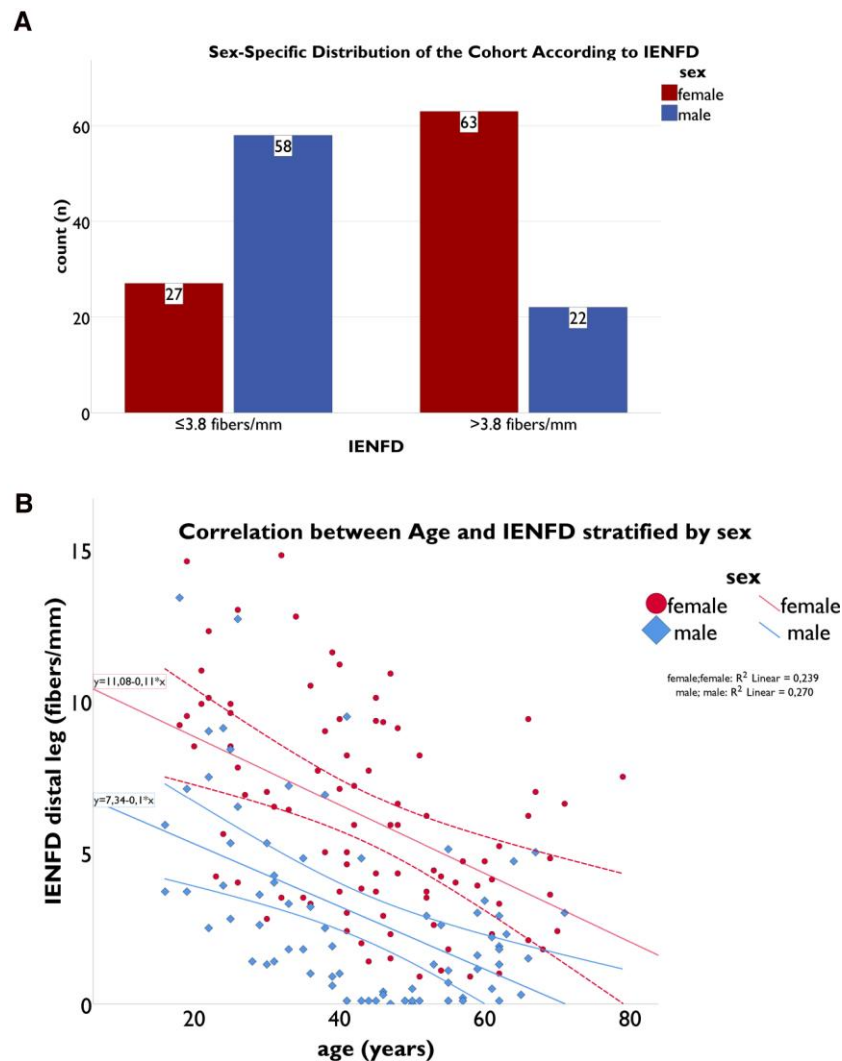 A
Sex-Specific Distribution of the Cohort According to IENFD
sex
female
male
count (n)
60
40
20
0
27
58
63
22
≤3.8 fibers/mm
>3.8 fibers/mm
IENFD
B
Correlation between Age and IENFD stratified by sex
sex
female female
male male
female;female: R² Linear = 0,239
male; male: R² Linear = 0,270
IENFD distal leg (fibers/mm)
15
10
5
0
y=11,08-0,11*x
y=7,34-0,1*x
20 40 60 80
age (years)